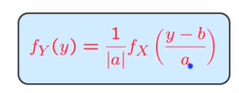 f_Y(y) = \frac{1}{|a|} f_X \left( \frac{y - b}{a} \right)